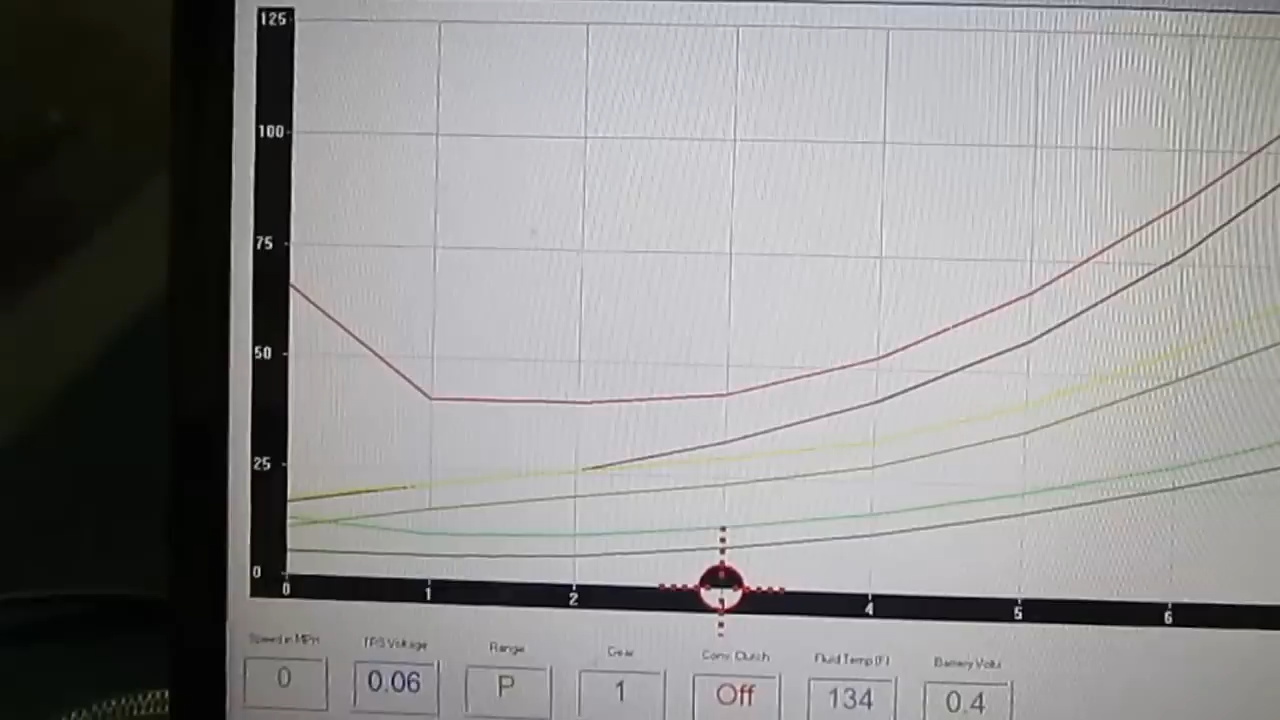 125
100
75
50
25
0
0 1 2 4 5 6
Speed in MPH TPS Voltage Range Gear Conv. Clutch Fluid Temp (F) Battery Volts
0 0.06 P 1 Off 134 0.4